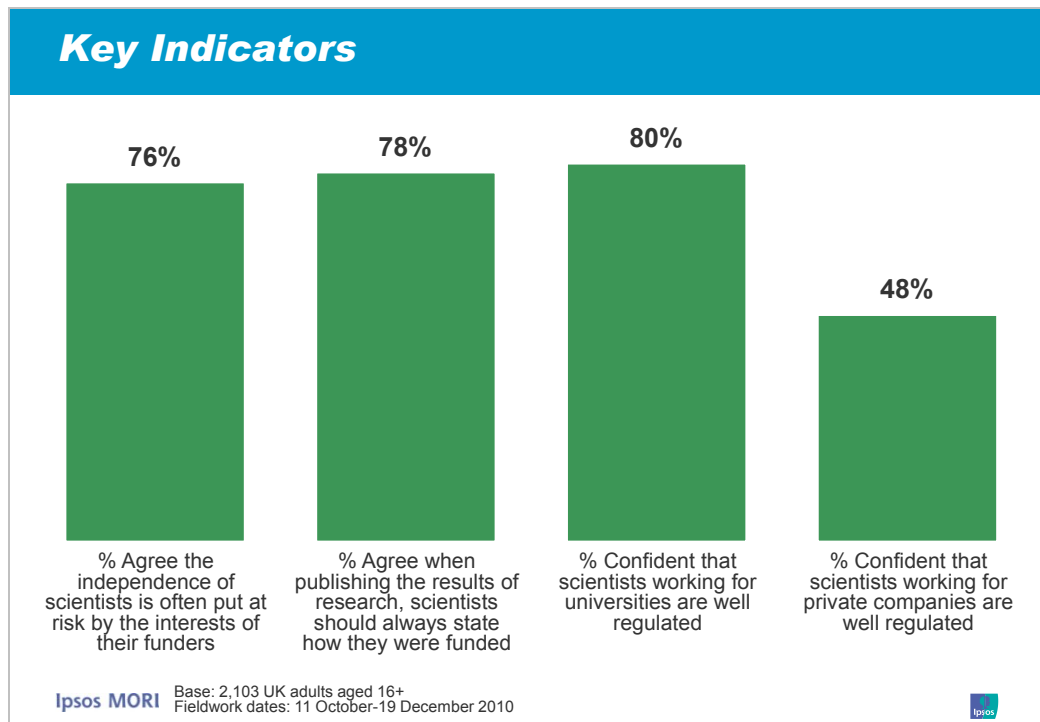 Key Indicators
76%
78%
80%
48%
% Agree the
independence of
scientists is often put at
risk by the interests of
their funders
% Agree when
publishing the results of
research, scientists
should always state
how they were funded
% Confident that
scientists working for
universities are well
regulated
% Confident that
scientists working for
private companies are
well regulated
Ipsos MORI
Base: 2,103 UK adults aged 16+
Fieldwork dates: 11 October-19 December 2010
Ipsos